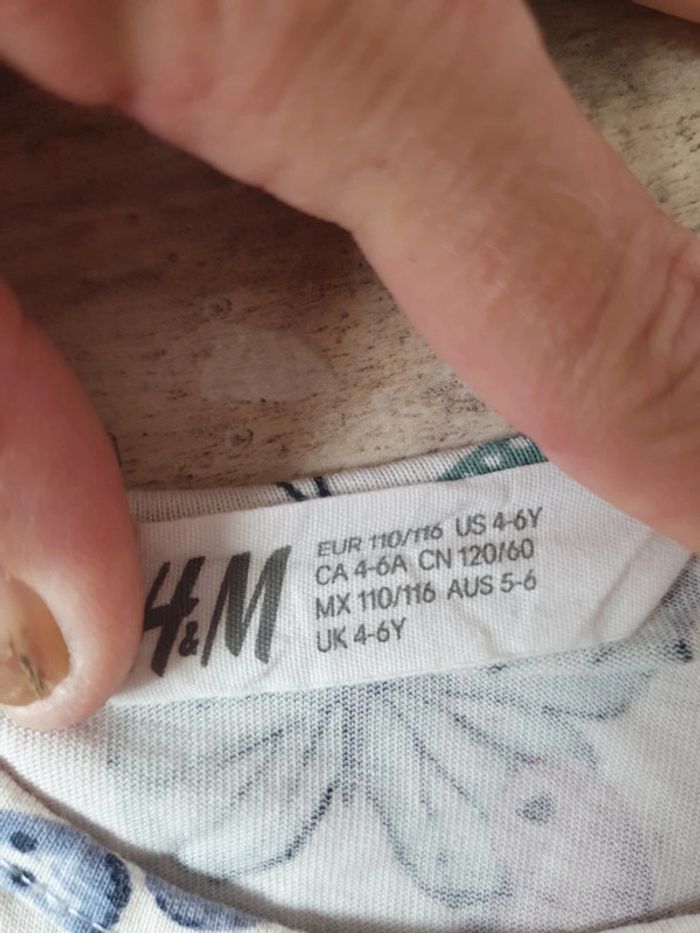 H&M
EUR 110/116 US 4-6Y
CA 4-6A CN 120/60
MX 110/116 AUS 5-6
UK 4-6Y